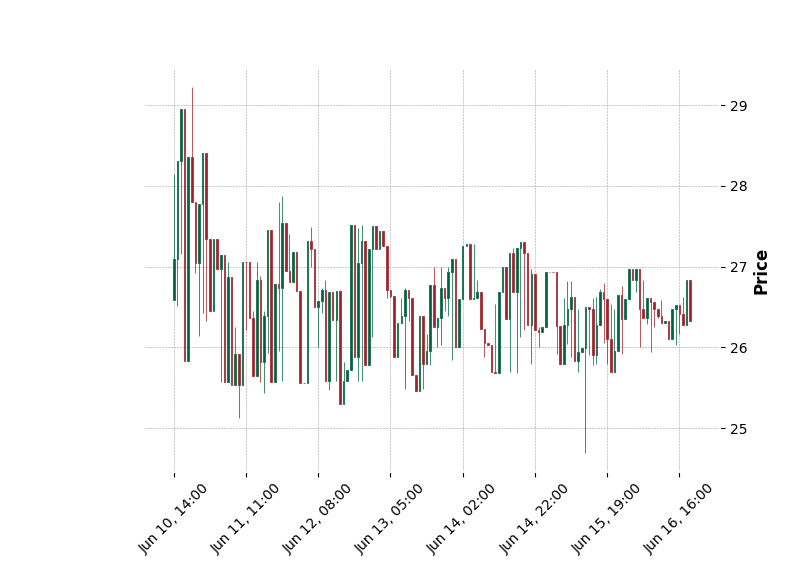 29
28
27
26
25
Price
Jun 10, 14:00
Jun 11, 11:00
Jun 12, 08:00
Jun 13, 05:00
Jun 14, 02:00
Jun 14, 22:00
Jun 15, 19:00
Jun 16, 16:00